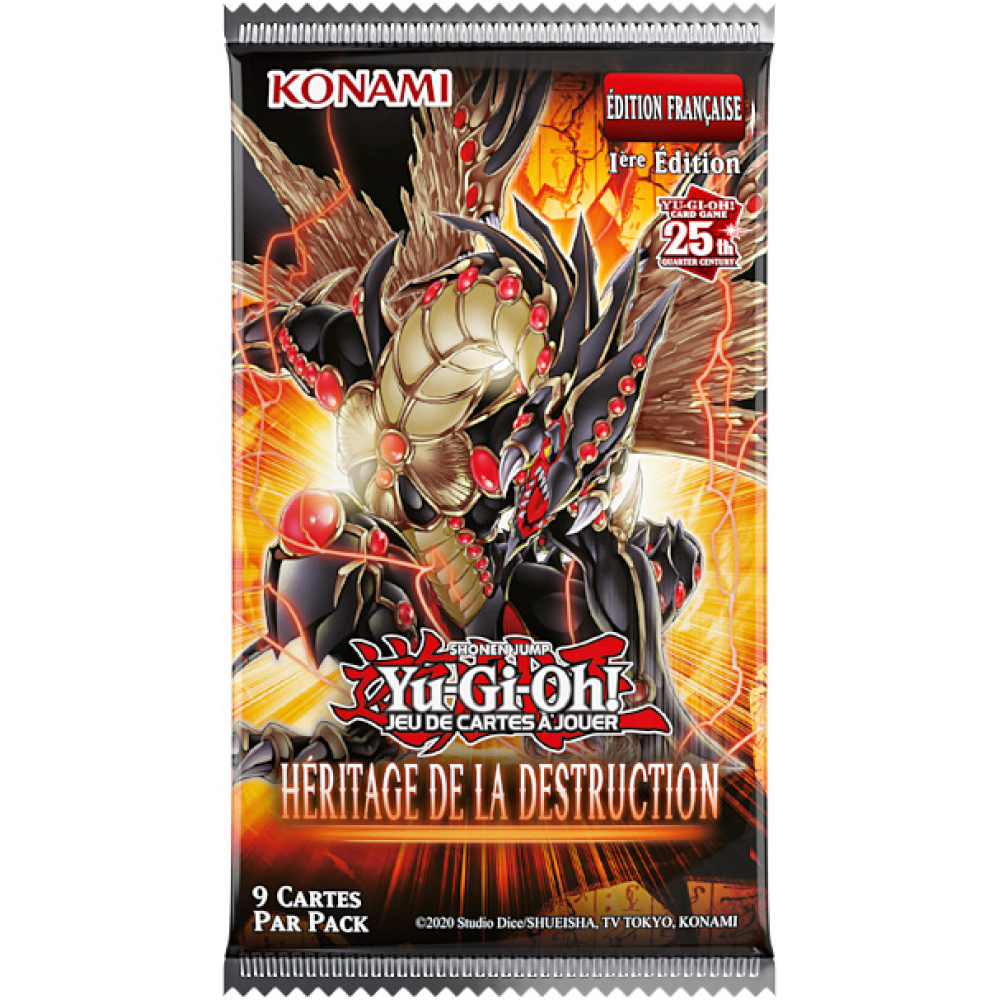 KONAMI
ÉDITION FRANÇAISE
1ère Édition
YU-GI-OH!
CARD GAME
25th
QUARTER CENTURY
SHONEN JUMP
Yu-Gi-Oh!
JEU DE CARTES À JOUER
HÉRITAGE DE LA DESTRUCTION
9 CARTES
PAR PACK
©2020 Studio Dice/SHUEISHA, TV TOKYO, KONAMI